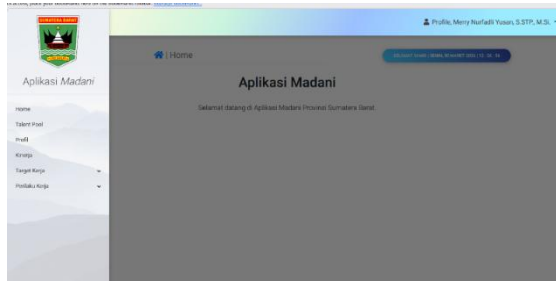 SUMATERA BARAT
Profile, Merry Nurfadli Yusan, S.STP, M.Si.
| Home
Aplikasi Madani
Aplikasi Madani
Selamat datang di Aplikasi Madani Provinsi Sumatera Barat
Home
Talent Pool
Profil
Kinerja
Target Kerja
Perilaku Kerja